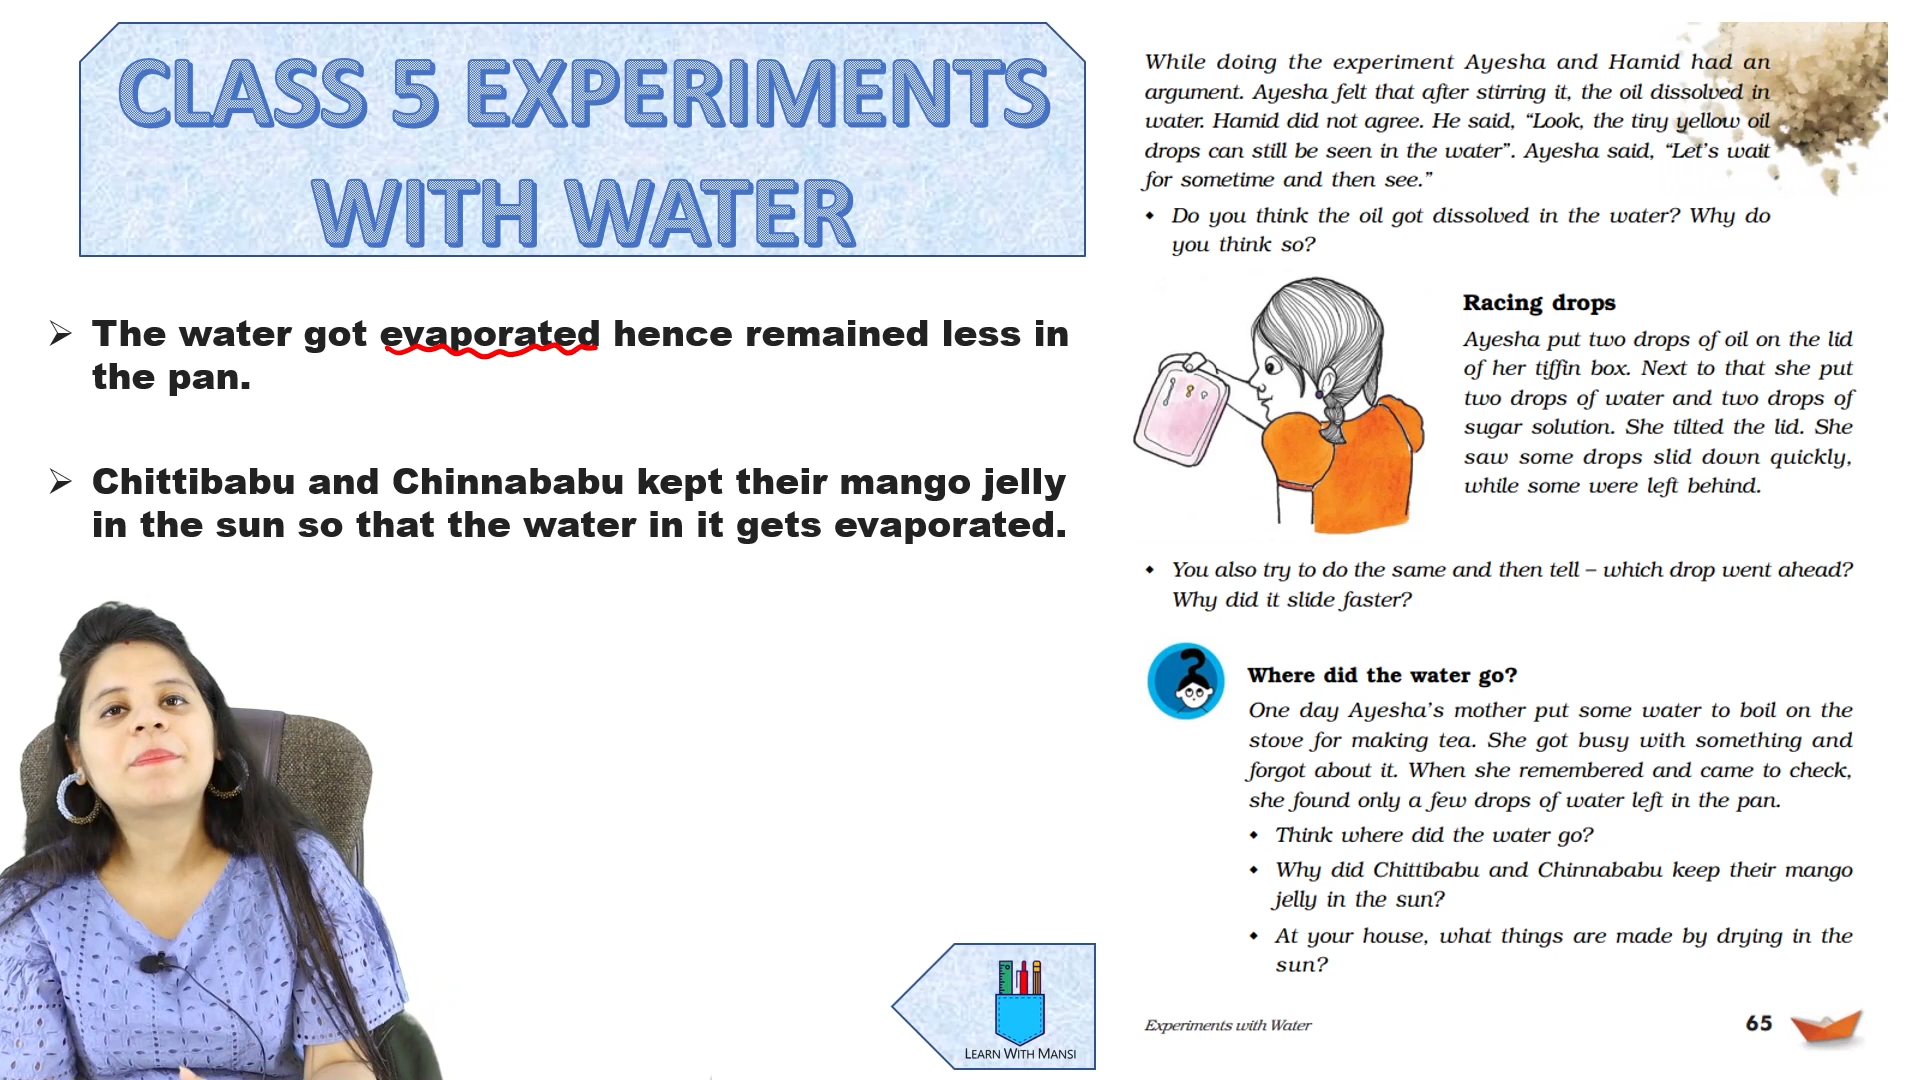 CLASS 5 EXPERIMENTS
WITH WATER
➢ The water got evaporated hence remained less in
the pan.
➢ Chittibabu and Chinnababu kept their mango jelly
in the sun so that the water in it gets evaporated.
LEARN WITH MANSI
While doing the experiment Ayesha and Hamid had an
argument. Ayesha felt that after stirring it, the oil dissolved in
water. Hamid did not agree. He said, “Look, the tiny yellow oil
drops can still be seen in the water”. Ayesha said, “Let’s wait
for sometime and then see.”
• Do you think the oil got dissolved in the water? Why do
you think so?
Racing drops
Ayesha put two drops of oil on the lid
of her tiffin box. Next to that she put
two drops of water and two drops of
sugar solution. She tilted the lid. She
saw some drops slid down quickly,
while some were left behind.
• You also try to do the same and then tell – which drop went ahead?
Why did it slide faster?
Where did the water go?
One day Ayesha’s mother put some water to boil on the
stove for making tea. She got busy with something and
forgot about it. When she remembered and came to check,
she found only a few drops of water left in the pan.
• Think where did the water go?
• Why did Chittibabu and Chinnababu keep their mango
jelly in the sun?
• At your house, what things are made by drying in the
sun?
Experiments with Water
65